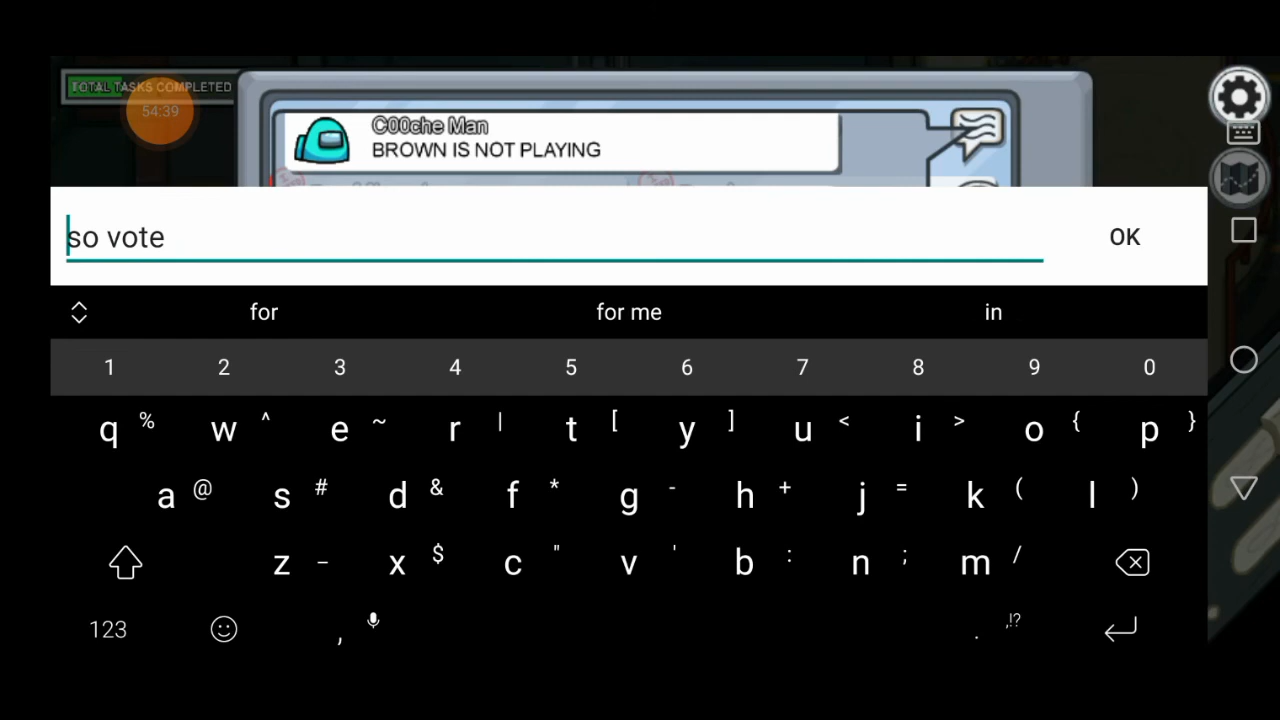 TOTAL TASKS COMPLETED
54:39
C00che Man
BROWN IS NOT PLAYING
so vote
OK
for for me in
1 2 3 4 5 6 7 8 9 0
q % w ^ e ~ r | t [ y ] u < i > o { p }
a @ s # d & f * g - h + j = k ( l )
z _ x $ c " v ' b : n ; m /
123 , . ,!?